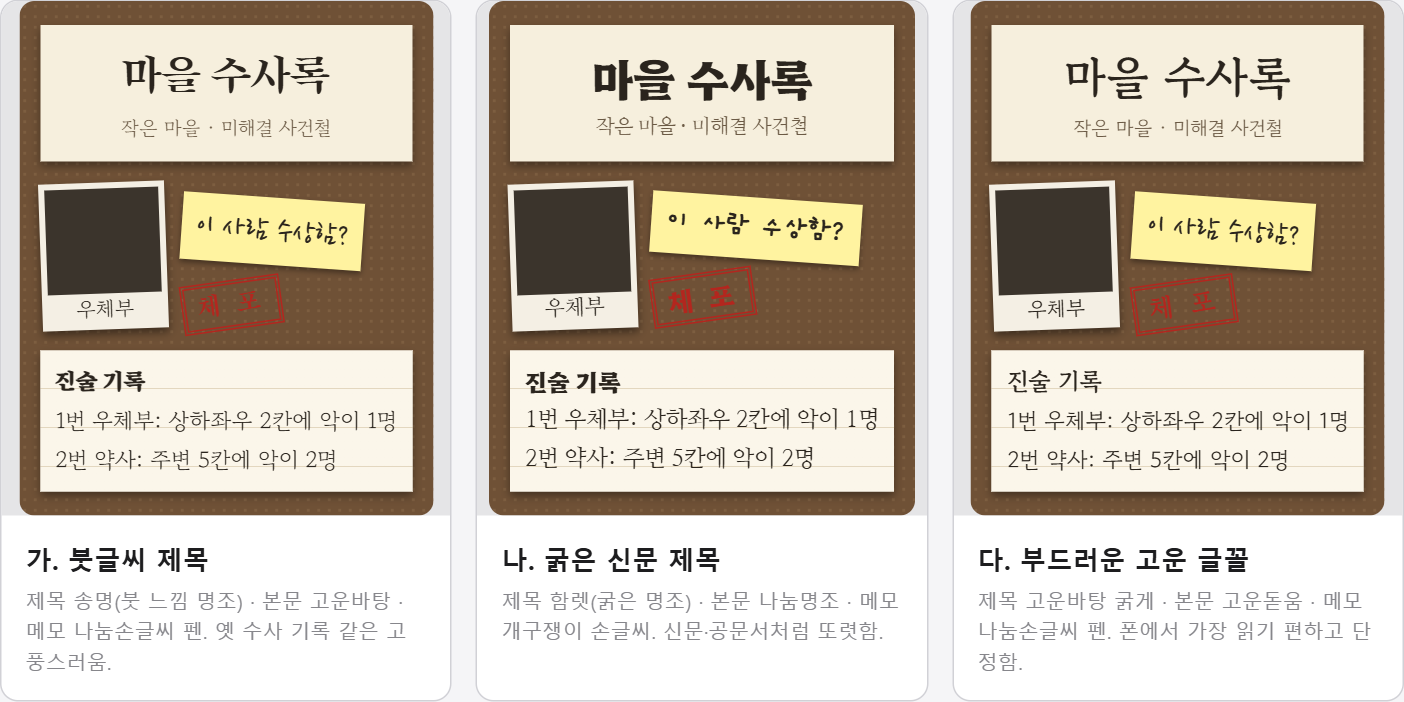 마을 수사록
작은 마을 · 미해결 사건철
이 사람 수상함?
우체부
체 포
진술 기록
1번 우체부: 상하좌우 2칸에 악이 1명
2번 약사: 주변 5칸에 악이 2명
가. 붓글씨 제목
제목 송명(붓 느낌 명조) · 본문 고운바탕 ·
메모 나눔손글씨 펜. 옛 수사 기록 같은 고
풍스러움.
마을 수사록
작은 마을 · 미해결 사건철
이 사람 수상함?
우체부
체 포
진술 기록
1번 우체부: 상하좌우 2칸에 악이 1명
2번 약사: 주변 5칸에 악이 2명
나. 굵은 신문 제목
제목 함렛(굵은 명조) · 본문 나눔명조 · 메모
개구쟁이 손글씨. 신문·공문서처럼 또렷함.
마을 수사록
작은 마을 · 미해결 사건철
이 사람 수상함?
우체부
체 포
진술 기록
1번 우체부: 상하좌우 2칸에 악이 1명
2번 약사: 주변 5칸에 악이 2명
다. 부드러운 고운 글꼴
제목 고운바탕 굵게 · 본문 고운돋움 · 메모
나눔손글씨 펜. 폰에서 가장 읽기 편하고 단
정함.